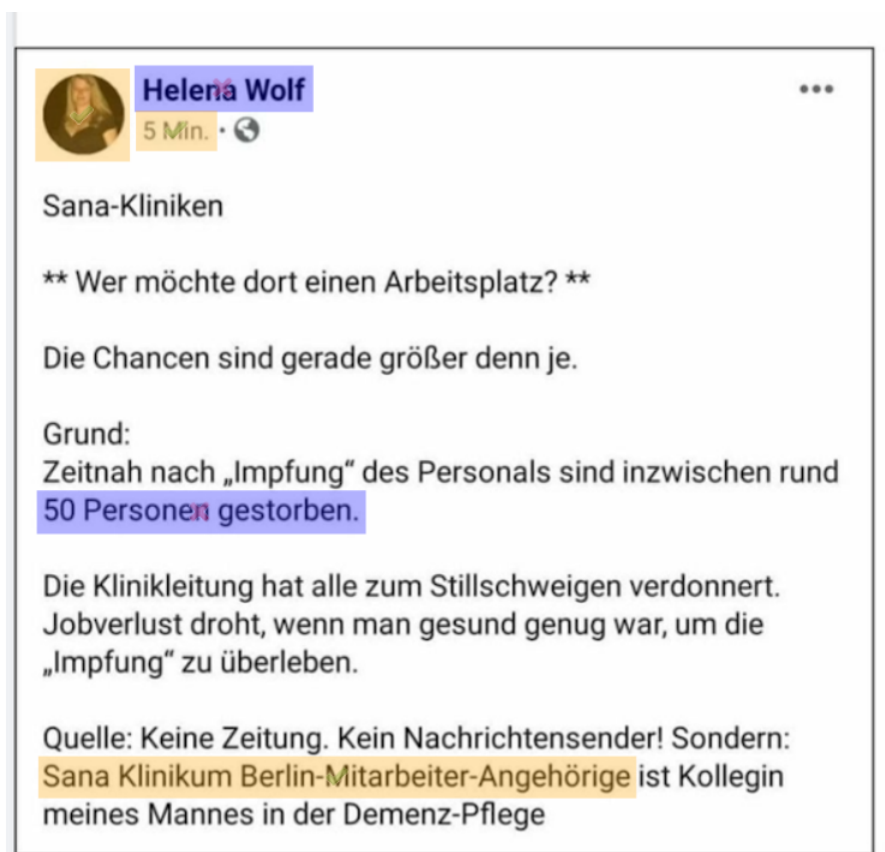 Helena Wolf
5 Min. ·
Sana-Kliniken
** Wer möchte dort einen Arbeitsplatz? **
Die Chancen sind gerade größer denn je.
Grund:
Zeitnah nach „Impfung“ des Personals sind inzwischen rund
50 Personen gestorben.
Die Klinikleitung hat alle zum Stillschweigen verdonnert.
Jobverlust droht, wenn man gesund genug war, um die
„Impfung“ zu überleben.
Quelle: Keine Zeitung. Kein Nachrichtensender! Sondern:
Sana Klinikum Berlin-Mitarbeiter-Angehörige ist Kollegin
meines Mannes in der Demenz-Pflege